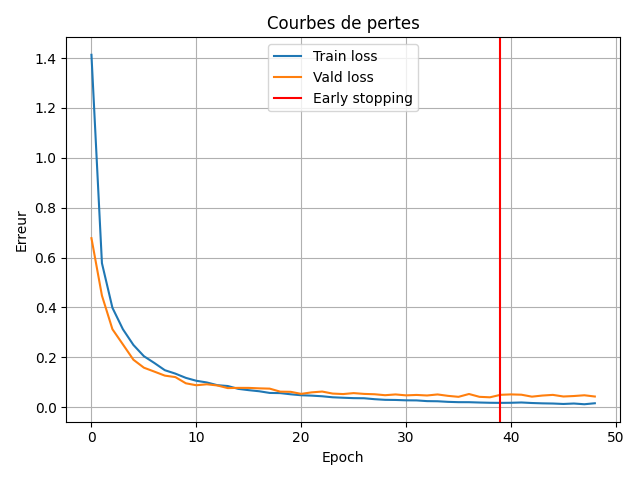 Courbes de pertes
Train loss
Vald loss
Early stopping
1.4
1.2
1.0
0.8
0.6
0.4
0.2
0.0
Erreur
0 10 20 30 40 50
Epoch